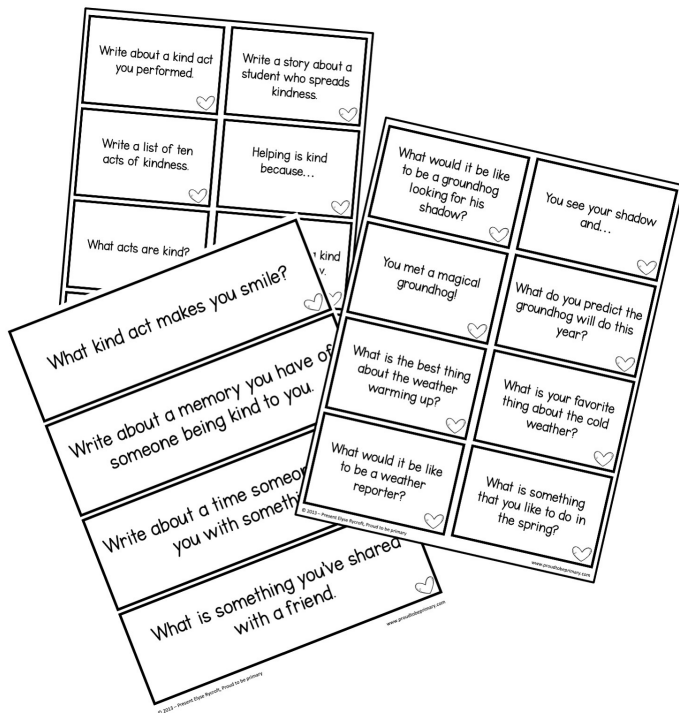 Write about a kind act
you performed.
Write a story about a
student who spreads
kindness.
Write a list of ten
acts of kindness.
Helping is kind
because...
What acts are kind?
kind
What kind act makes you smile?
Write about a memory you have of
someone being kind to you.
Write about a time
you with
What is something you've shared
with a friend.
© 2013 – Present Elyse Rycroft, Proud to be primary
www.proudtobeprimary.com
What would it be like
to be a groundhog
looking for his
shadow?
You see your shadow
and...
You met a magical
groundhog!
What do you predict the
groundhog will do this
year?
What is the best thing
about the weather
warming up?
What is your favorite
thing about the cold
weather?
What would it be like
to be a weather
reporter?
What is something
that you like to do in
the spring?
© 2013 – Present Elyse Rycroft, Proud to be primary
www.proudtobeprimary.com